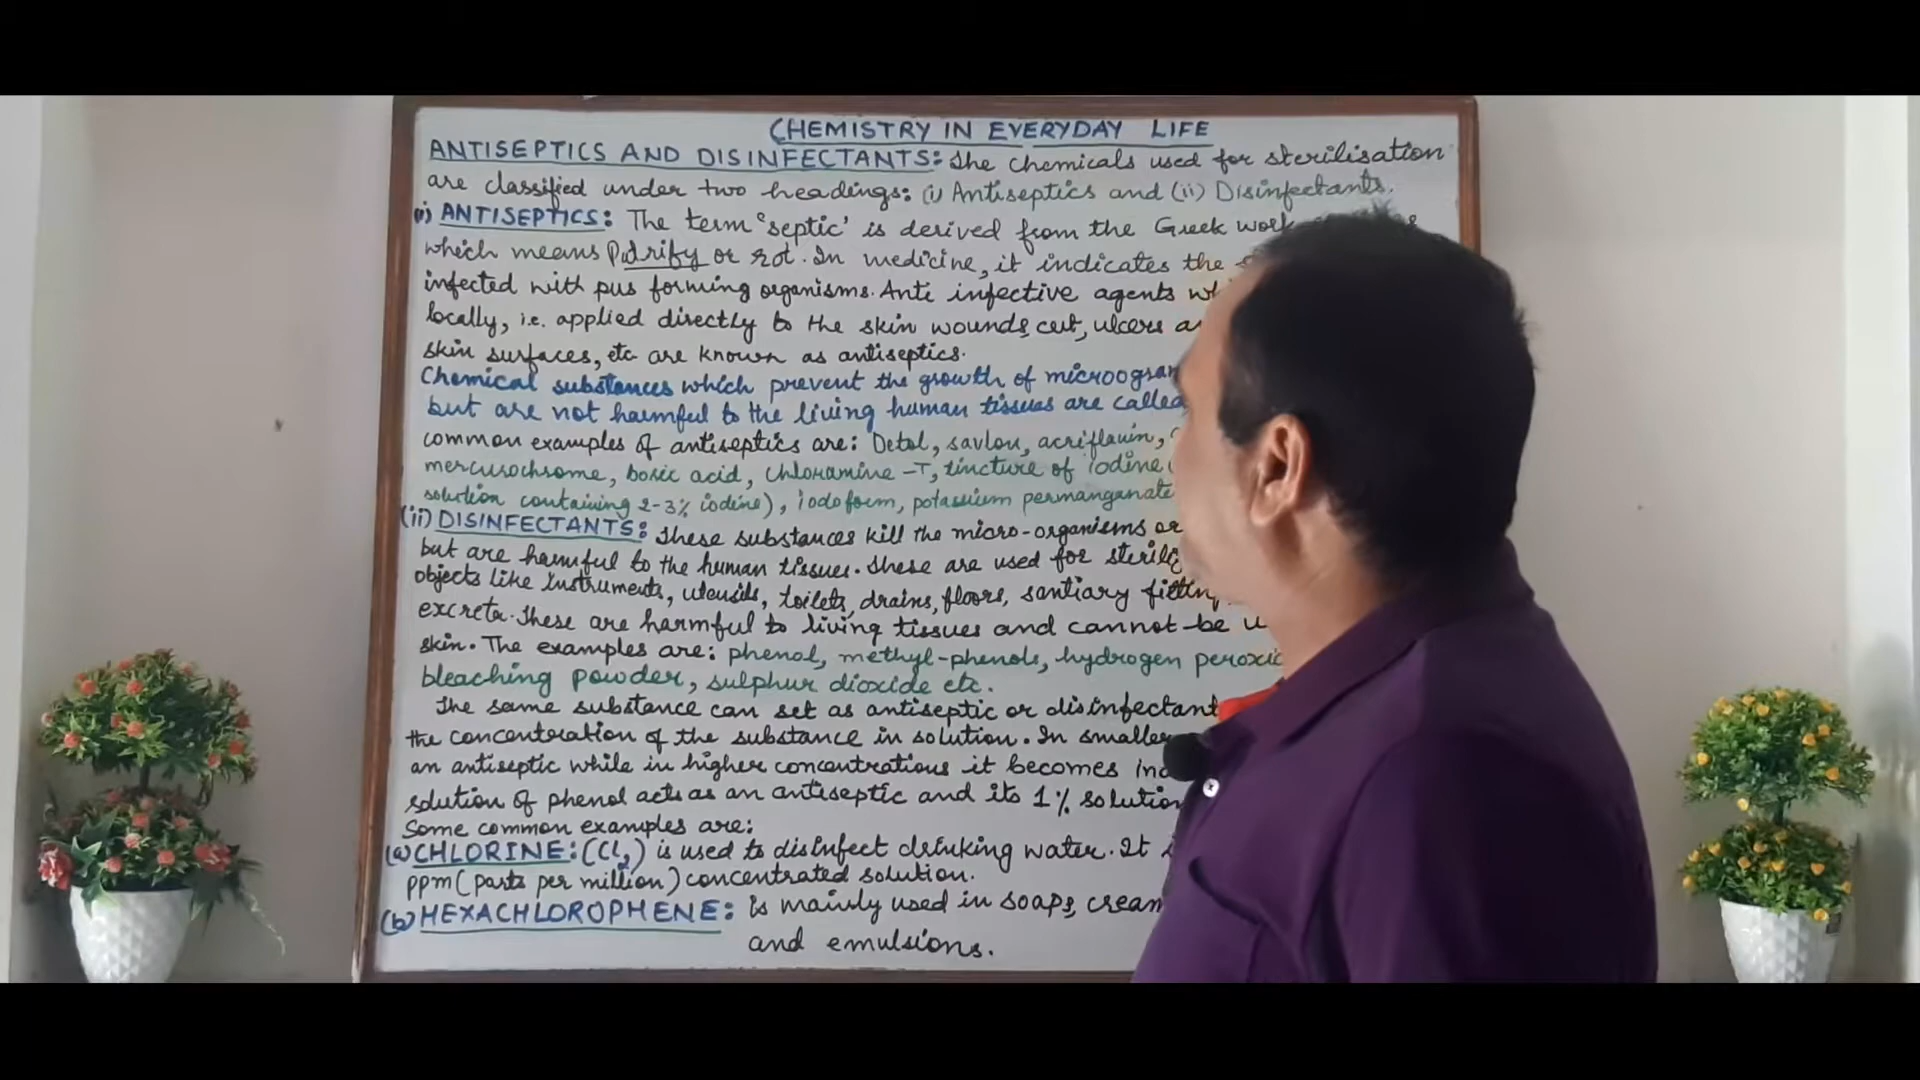 CHEMISTRY IN EVERYDAY LIFE
ANTISEPTICS AND DISINFECTANTS: The chemicals used for sterilisation
are classified under two headings: (i) Antiseptics and (ii) Disinfectants.
(i) ANTISEPTICS: The term 'septic' is derived from the Greek work
which means Putrify or rot. In medicine, it indicates the
infected with pus forming organisms. Anti infective agents
locally, i.e. applied directly to the skin wounds, cut, ulcers
skin surfaces, etc are known as antiseptics.
Chemical substances which prevent the growth of
but are not harmful to the living human tissues are called
common examples of antiseptics are: Detol, savlon, acriflavin,
mercurochrome, boric acid, chloramine-T, tincture of iodine
solution containing 2-3% iodine), iodoform, potassium permanganate
(ii) DISINFECTANTS: These substances kill the micro-organisms or
but are harmful to the human tissues. These are used for
objects like instruments, utensils, toilets, drains, floors, santiary
excreta. These are harmful to living tissues and cannot be
skin. The examples are: phenol, methyl-phenols, hydrogen
bleaching powder, sulphur dioxide etc.
The same substance can set as antiseptic or disinfectant
the concentration of the substance in solution. In smaller
an antiseptic while in higher concentrations it becomes
solution of phenol acts as an antiseptic and its 1% solution
Some common examples are:
(a) CHLORINE: (Cl2) is used to disinfect drinking water. It
ppm (parts per million) concentrated solution.
(b) HEXACHLOROPHENE: is mainly used in soaps,
and emulsions.